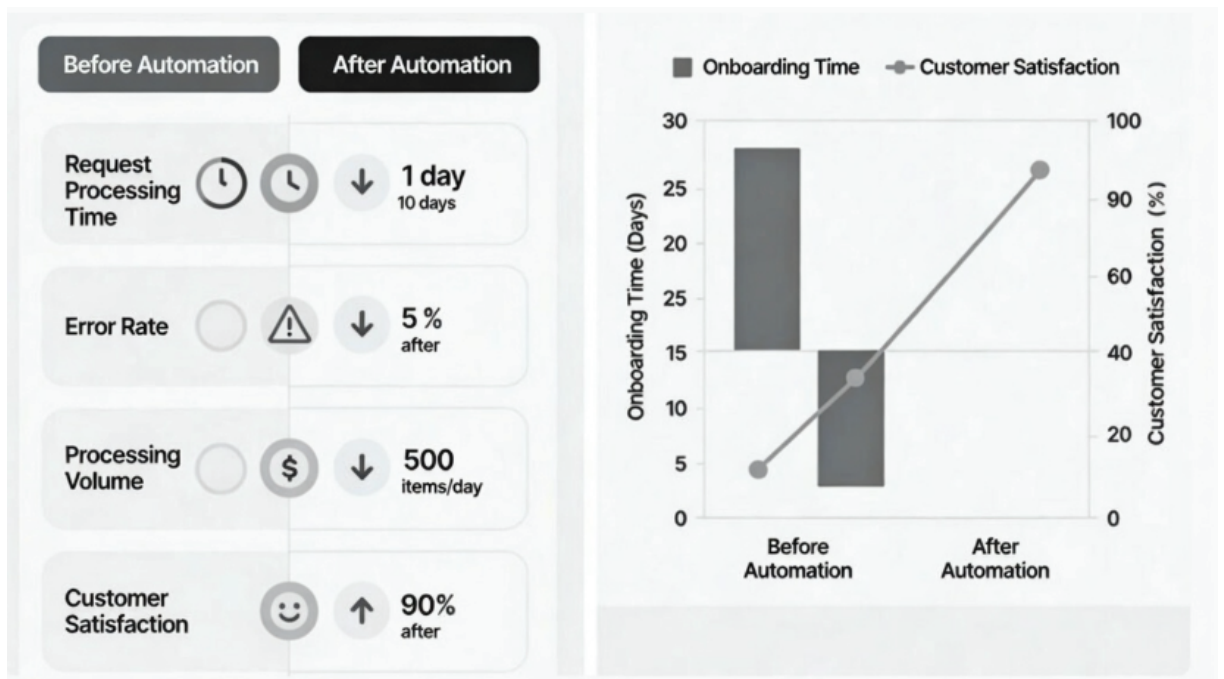 Before Automation
After Automation
Request
Processing
Time
1 day
10 days
Error Rate
5 %
after
Processing
Volume
$
500
items/day
Customer
Satisfaction
90%
after
Onboarding Time
Customer Satisfaction
Onboarding Time (Days)
30
25
20
25
15
10
5
0
100
90
60
40
20
0
Customer Satisfaction (%)
Before
Automation
After
Automation